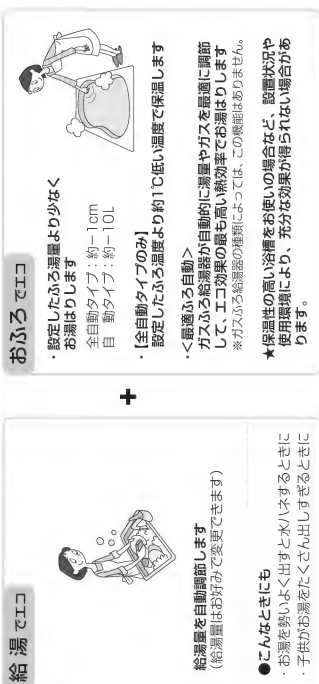 給湯 でエコ
給湯量を自動調節します
(給湯量はお好みで変更できます)
●こんなときにも
・お湯を勢いよく出すと水ハネするときに
・子供がお湯をたくさん出しすぎるときに
+
おふろ でエコ
・設定したふろ湯量より少なく
お湯はりします
全自動タイプ:約−1cm
自 動タイプ:約−10L
・【全自動タイプのみ】
設定したふろ温度より約1℃低い温度で保温します
・<最適ふろ自動>
ガスふろ給湯器が自動的に湯量やガスを最適に調節
して、エコ効果の最も高い熱効率でお湯はりします
※ガスふろ給湯器の種類によっては、この機能はありません。
★保温性の高い浴槽をお使いの場合など、設置状況や
使用環境により、充分な効果が得られない場合があ
ります。